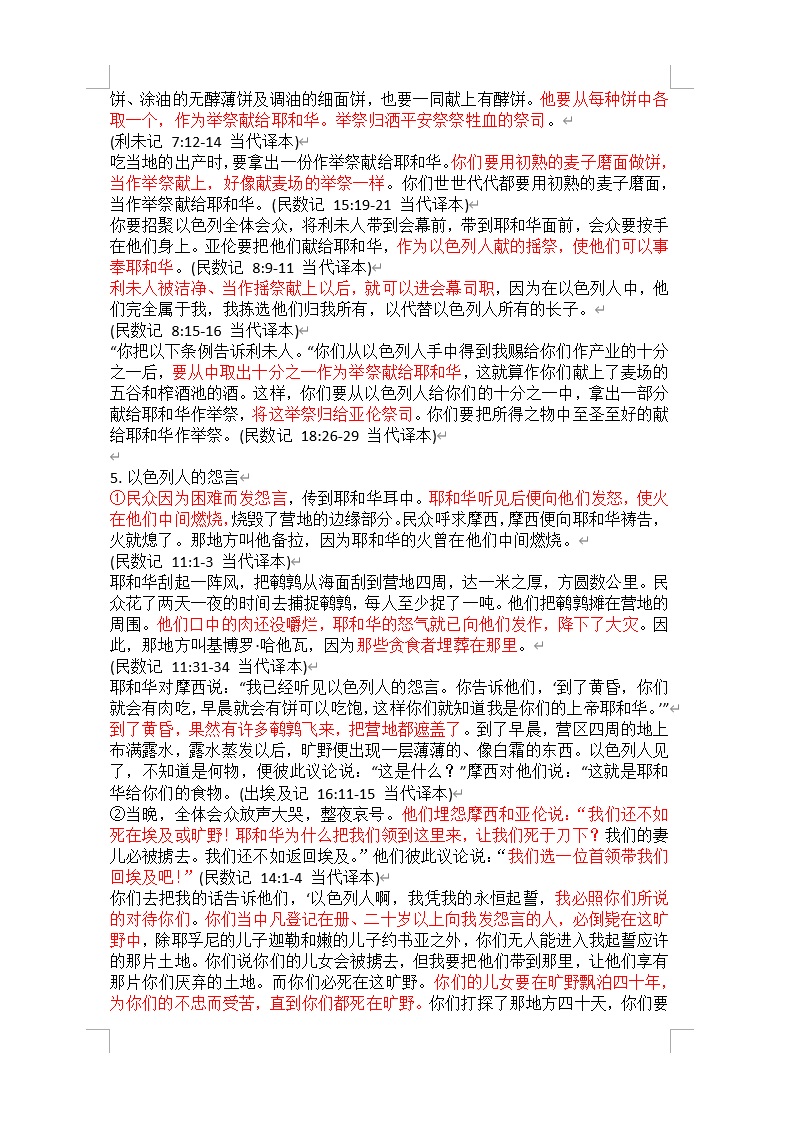 饼、涂油的无酵薄饼及调油的细面饼，也要一同献上有酵饼。他要从每种饼中各
取一个，作为举祭献给耶和华。举祭归洒平安祭祭牲血的祭司。
(利未记 7:12-14 当代译本)
吃当地的出产时,要拿出一份作举祭献给耶和华。你们要用初熟的麦子磨面做饼，
当作举祭献上，好像献麦场的举祭一样。你们世世代代都要用初熟的麦子磨面，
当作举祭献给耶和华。(民数记 15:19-21 当代译本)
你要招聚以色列全体会众，将利未人带到会幕前，带到耶和华面前，会众要按手
在他们身上。亚伦要把他们献给耶和华，作为以色列人献的摇祭，使他们可以事
奉耶和华。(民数记 8:9-11 当代译本)
利未人被洁净、当作摇祭献上以后，就可以进会幕司职，因为在以色列人中，他
们完全属于我，我拣选他们归我所有，以代替以色列人所有的长子。
(民数记 8:15-16 当代译本)
“你把以下条例告诉利未人。“你们从以色列人手中得到我赐给你们作产业的十分
之一后，要从中取出十分之一作为举祭献给耶和华，这就算作你们献上了麦场的
五谷和榨酒池的酒。这样，你们要从以色列人给你们的十分之一中，拿出一部分
献给耶和华作举祭，将这举祭归给亚伦祭司。你们要把所得之物中至圣至好的献
给耶和华作举祭。(民数记 18:26-29 当代译本)
5. 以色列人的怨言
①民众因为困难而发怨言，传到耶和华耳中。耶和华听见后便向他们发怒，使火
在他们中间燃烧,烧毁了营地的边缘部分。民众呼求摩西,摩西便向耶和华祷告，
火就熄了。那地方叫他备拉，因为耶和华的火曾在他们中间燃烧。
(民数记 11:1-3 当代译本)
耶和华刮起一阵风，把鹌鹑从海面刮到营地四周，达一米之厚，方圆数公里。民
众花了两天一夜的时间去捕捉鹌鹑，每人至少捉了一吨。他们把鹌鹑摊在营地的
周围。他们口中的肉还没嚼烂，耶和华的怒气就已向他们发作，降下了大灾。因
此，那地方叫基博罗·哈他瓦，因为那些贪食者埋葬在那里。
(民数记 11:31-34 当代译本)
耶和华对摩西说：“我已经听见以色列人的怨言。你告诉他们，‘到了黄昏，你们
就会有肉吃，早晨就会有饼可以吃饱，这样你们就知道我是你们的上帝耶和华。’”
到了黄昏，果然有许多鹌鹑飞来，把营地都遮盖了。到了早晨，营区四周的地上
布满露水，露水蒸发以后，旷野便出现一层薄薄的、像白霜的东西。以色列人见
了，不知道是何物，便彼此议论说：“这是什么？”摩西对他们说：“这就是耶和
华给你们的食物。(出埃及记 16:11-15 当代译本)
②当晚，全体会众放声大哭，整夜哀号。他们埋怨摩西和亚伦说：“我们还不如
死在埃及或旷野！耶和华为什么把我们领到这里来，让我们死于刀下？我们的妻
儿必被掳去。我们还不如返回埃及。”他们彼此议论说：“我们选一位首领带我们
回埃及吧！”(民数记 14:1-4 当代译本)
你们去把我的话告诉他们，‘以色列人啊，我凭我的永恒起誓，我必照你们所说
的对待你们。你们当中凡登记在册、二十岁以上向我发怨言的人，必倒毙在这旷
野中，除耶孚尼的儿子迦勒和嫩的儿子约书亚之外，你们无人能进入我起誓应许
的那片土地。你们说你们的儿女会被掳去，但我要把他们带到那里，让他们享有
那片你们厌弃的土地。而你们必死在这旷野。你们的儿女要在旷野飘泊四十年，
为你们的不忠而受苦，直到你们都死在旷野。你们打探了那地方四十天，你们要